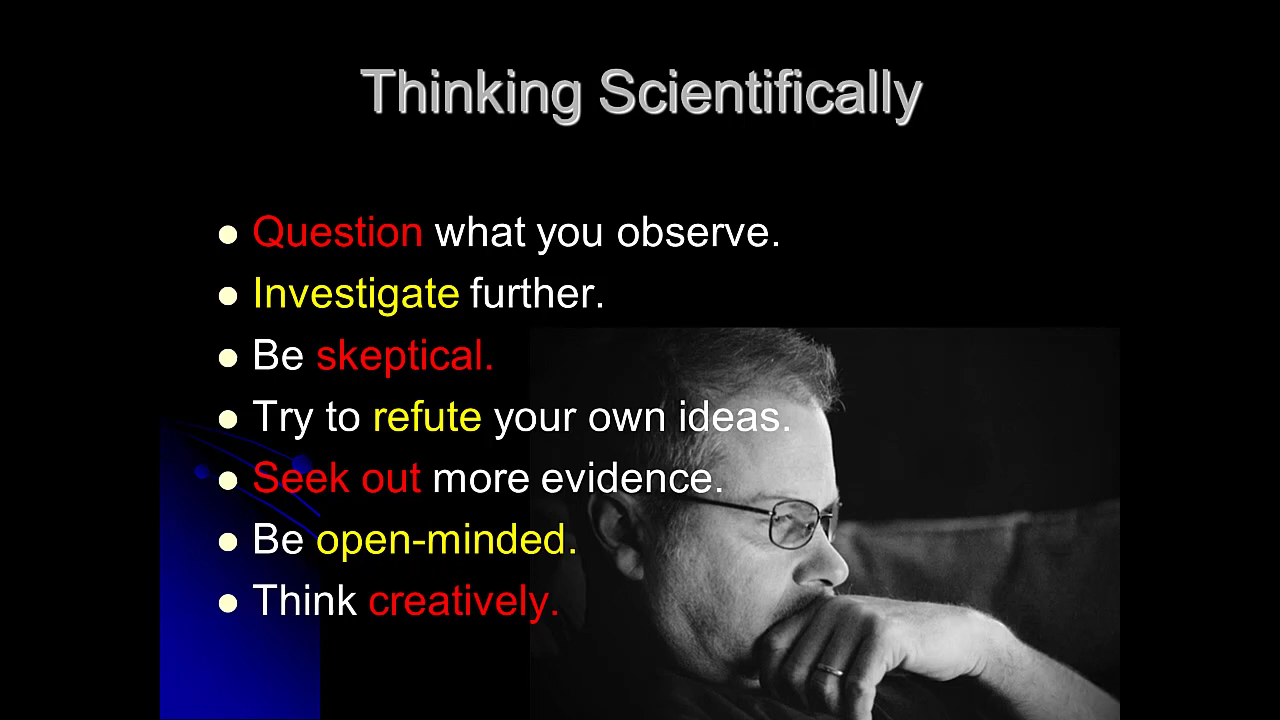 Thinking Scientifically
Question what you observe.
Investigate further.
Be skeptical.
Try to refute your own ideas.
Seek out more evidence.
Be open-minded.
Think creatively.